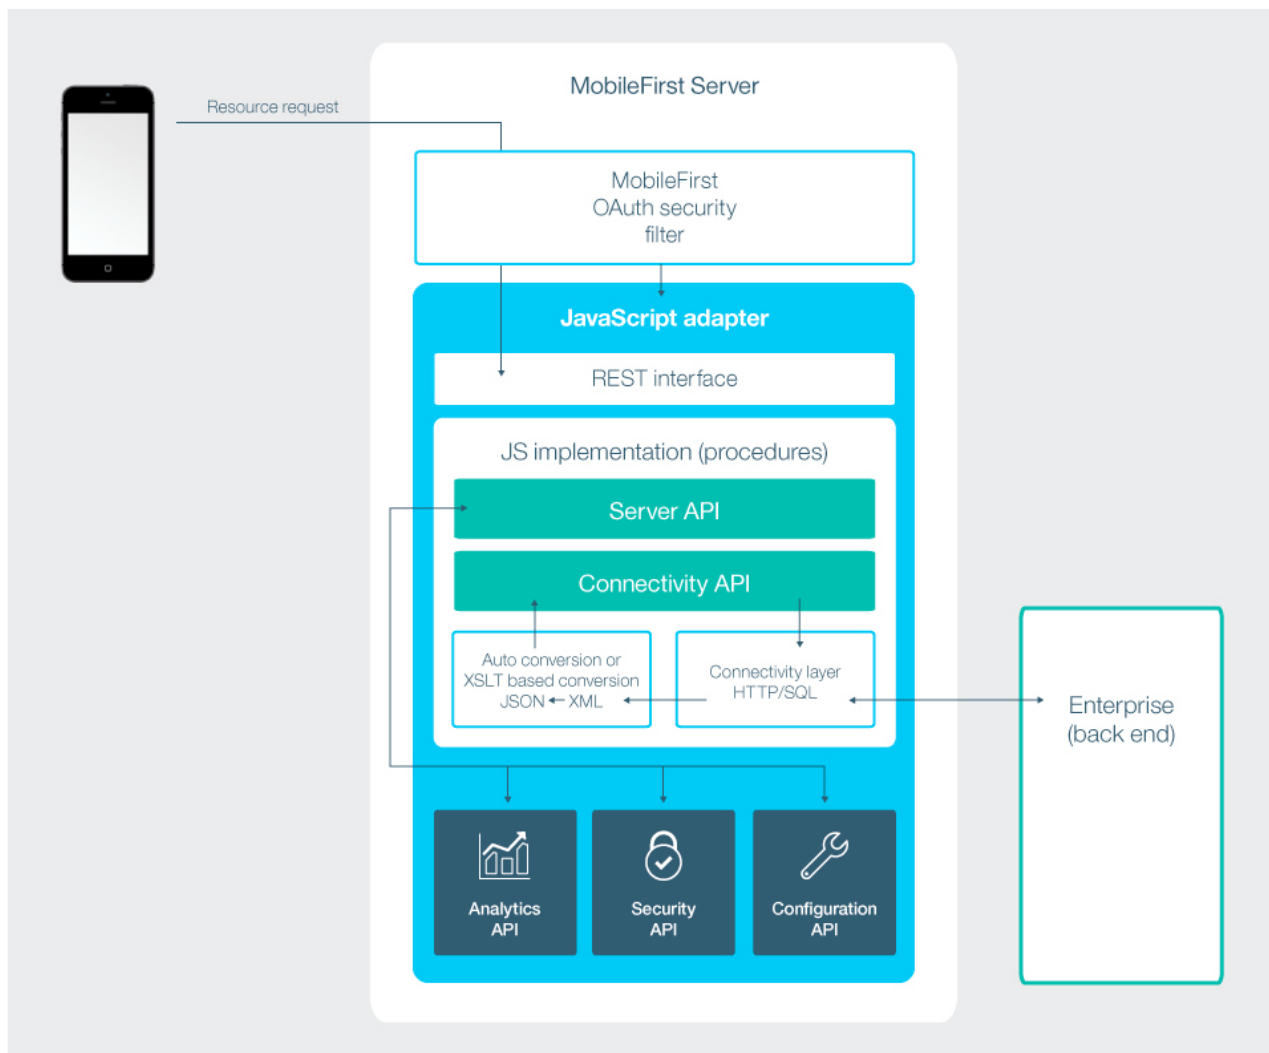 MobileFirst Server
Resource request
MobileFirst
OAuth security
filter
JavaScript adapter
REST interface
JS implementation (procedures)
Server API
Connectivity API
Auto conversion or
XSLT based conversion
JSON ← XML
Connectivity layer
HTTP/SQL
Enterprise
(back end)
Analytics
API
Security
API
Configuration
API